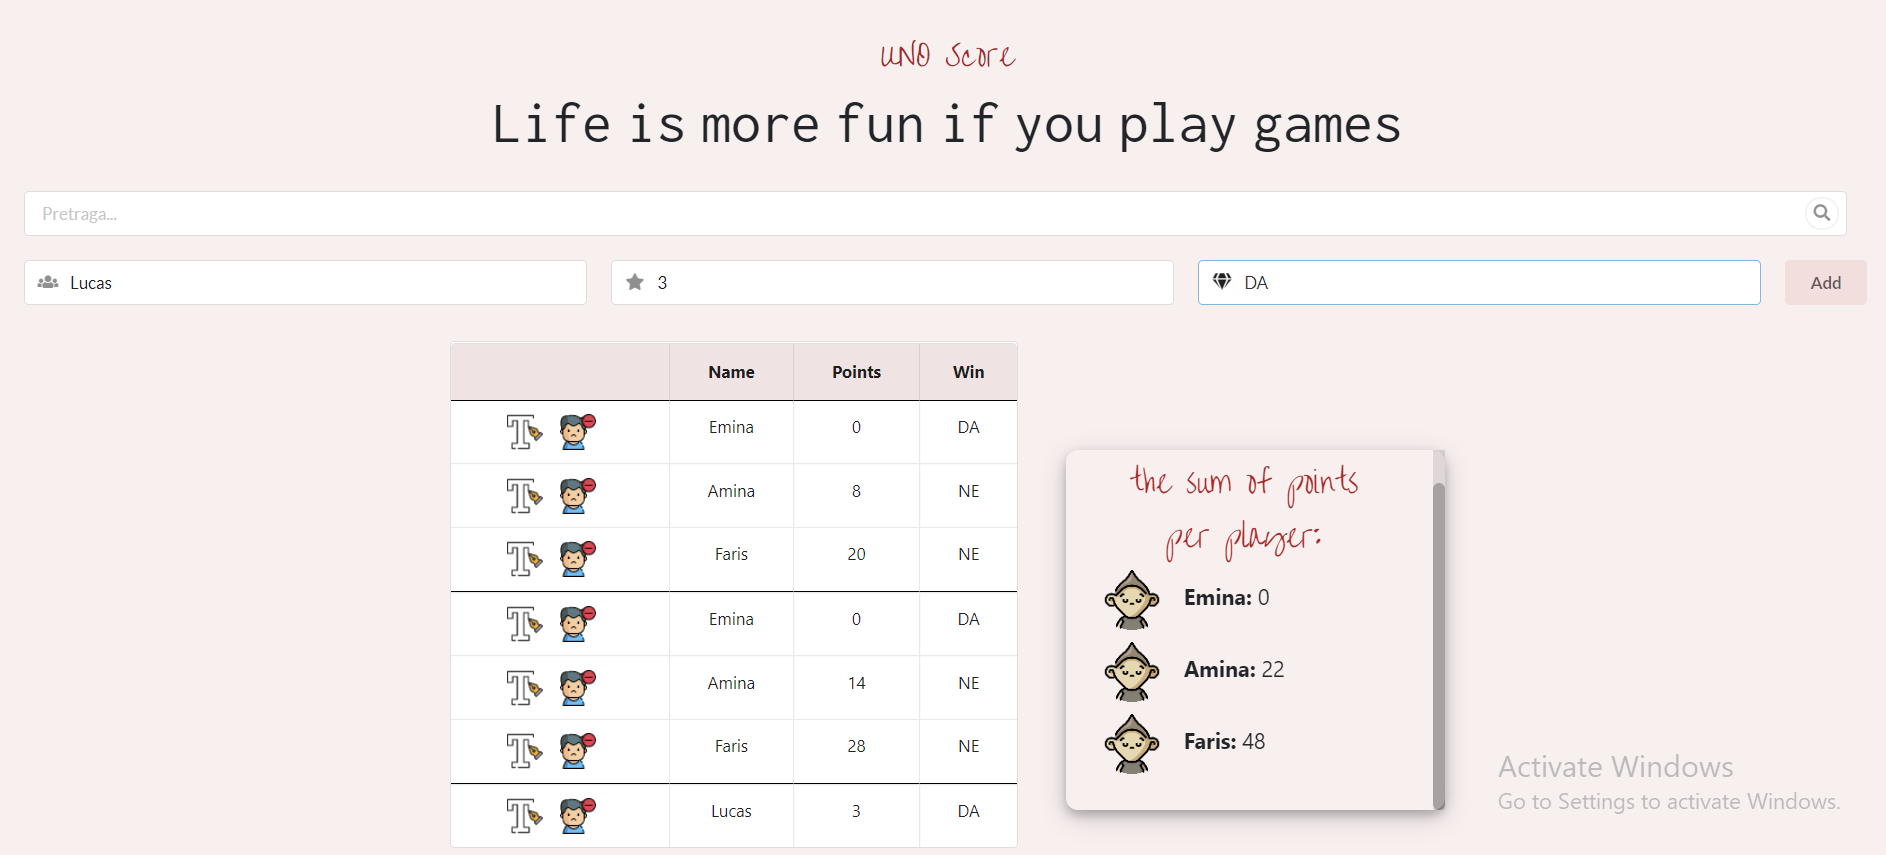 UNO Score
Life is more fun if you play games
Pretraga...
Lucas 3 DA Add
Name Points Win
Emina 0 DA
Amina 8 NE
Faris 20 NE
Emina 0 DA
Amina 14 NE
Faris 28 NE
Lucas 3 DA
the sum of points
per player:
Emina: 0
Amina: 22
Faris: 48
Activate Windows
Go to Settings to activate Windows.